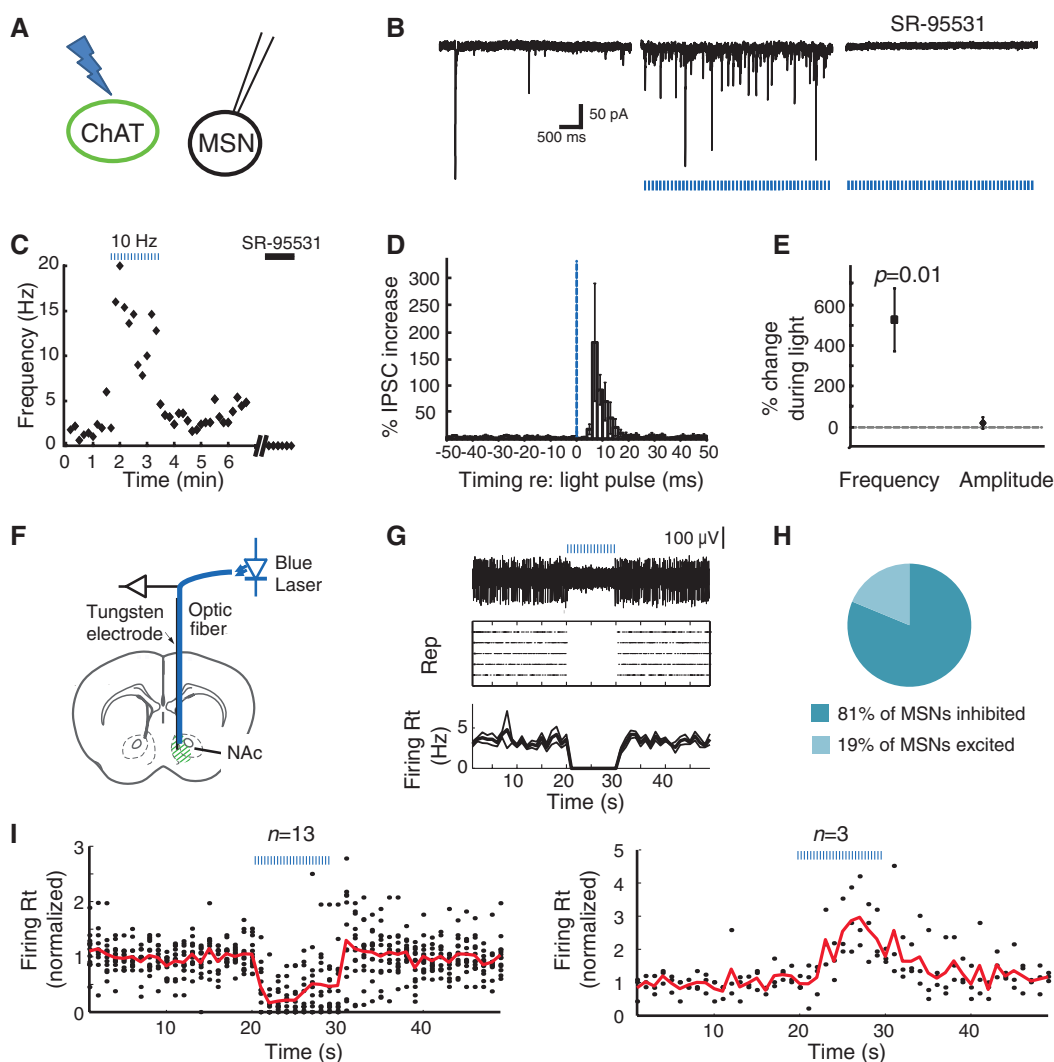 A
ChAT
MSN
B
SR-95531
50 pA
500 ms
C
10 Hz
SR-95531
20
15
10
5
0
Frequency (Hz)
0 1 2 3 4 5 6
Time (min)
D
300
250
200
150
100
50
% IPSC increase
-50-40-30-20-10 0 10 20 30 40 50
Timing re: light pulse (ms)
E
p=0.01
600
400
200
0
% change
during light
Frequency Amplitude
F
Blue
Laser
Tungsten
electrode
Optic
fiber
NAc
G
100 µV
Rep
5
0
Firing Rt
(Hz)
10 20 30 40
Time (s)
H
81% of MSNs inhibited
19% of MSNs excited
I
n=13
3
2
1
0
Firing Rt
(normalized)
10 20 30 40
Time (s)
n=3
5
4
3
2
1
0
Firing Rt
(normalized)
10 20 30 40
Time (s)